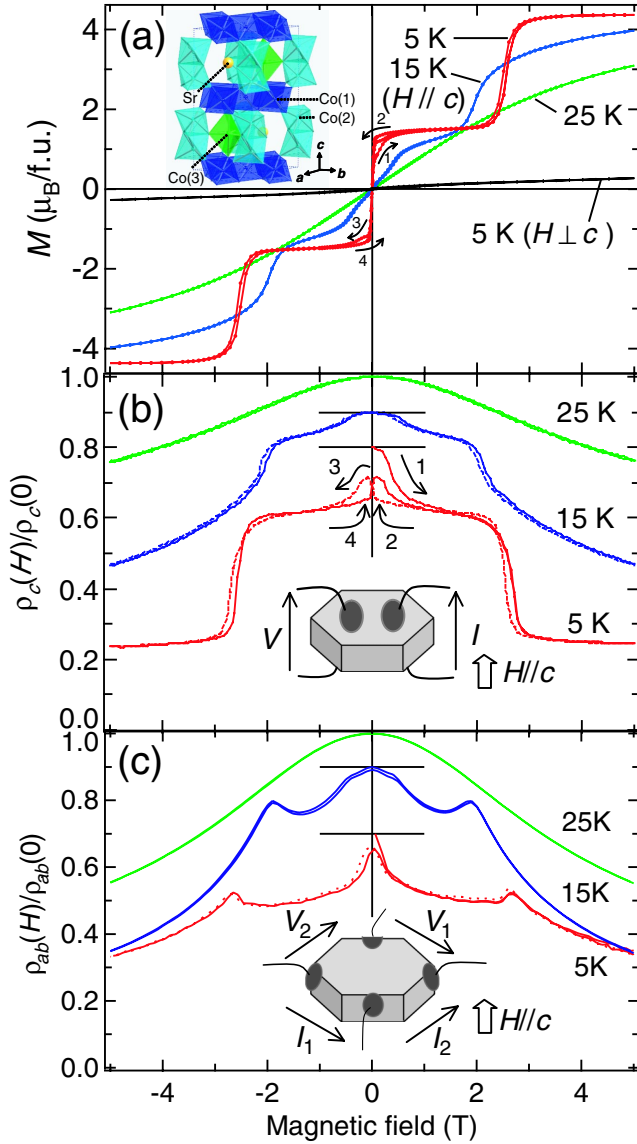 (a)
5 K
15 K
(H // c)
25 K
5 K (H ⊥ c)
Sr
Co(1)
Co(2)
Co(3)
c
a
b
2
1
3
4
M (μB/f.u.)
4
2
0
-2
-4
(b)
25 K
15 K
5 K
3
1
4
2
V
I
H//c
ρc(H)/ρc(0)
1.0
0.8
0.6
0.4
0.2
0.0
(c)
25K
15K
5K
V2
V1
I1
I2
H//c
ρab(H)/ρab(0)
1.0
0.8
0.6
0.4
0.2
0.0
-4
-2
0
2
4
Magnetic field (T)